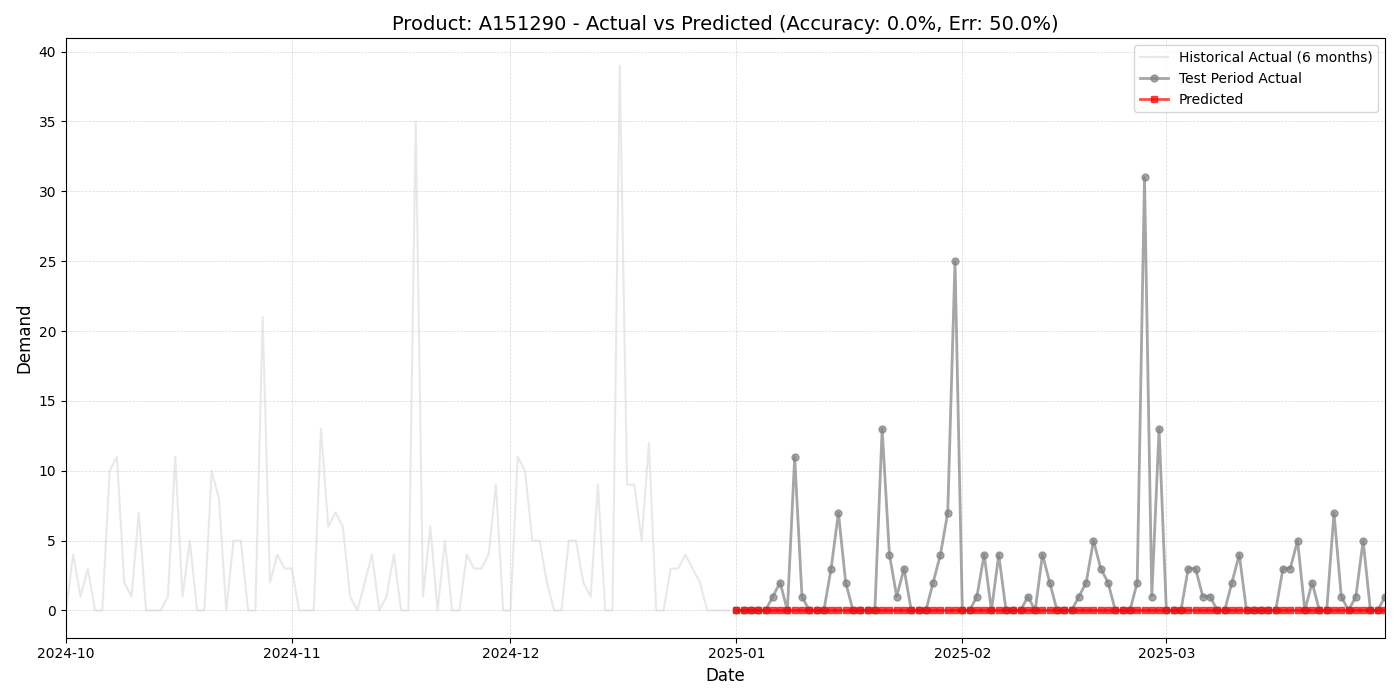 Product: A151290 - Actual vs Predicted (Accuracy: 0.0%, Err: 50.0%)
Historical Actual (6 months)
Test Period Actual
Predicted
Demand
40
35
30
25
20
15
10
5
0
2024-10
2024-11
2024-12
2025-01
2025-02
2025-03
Date